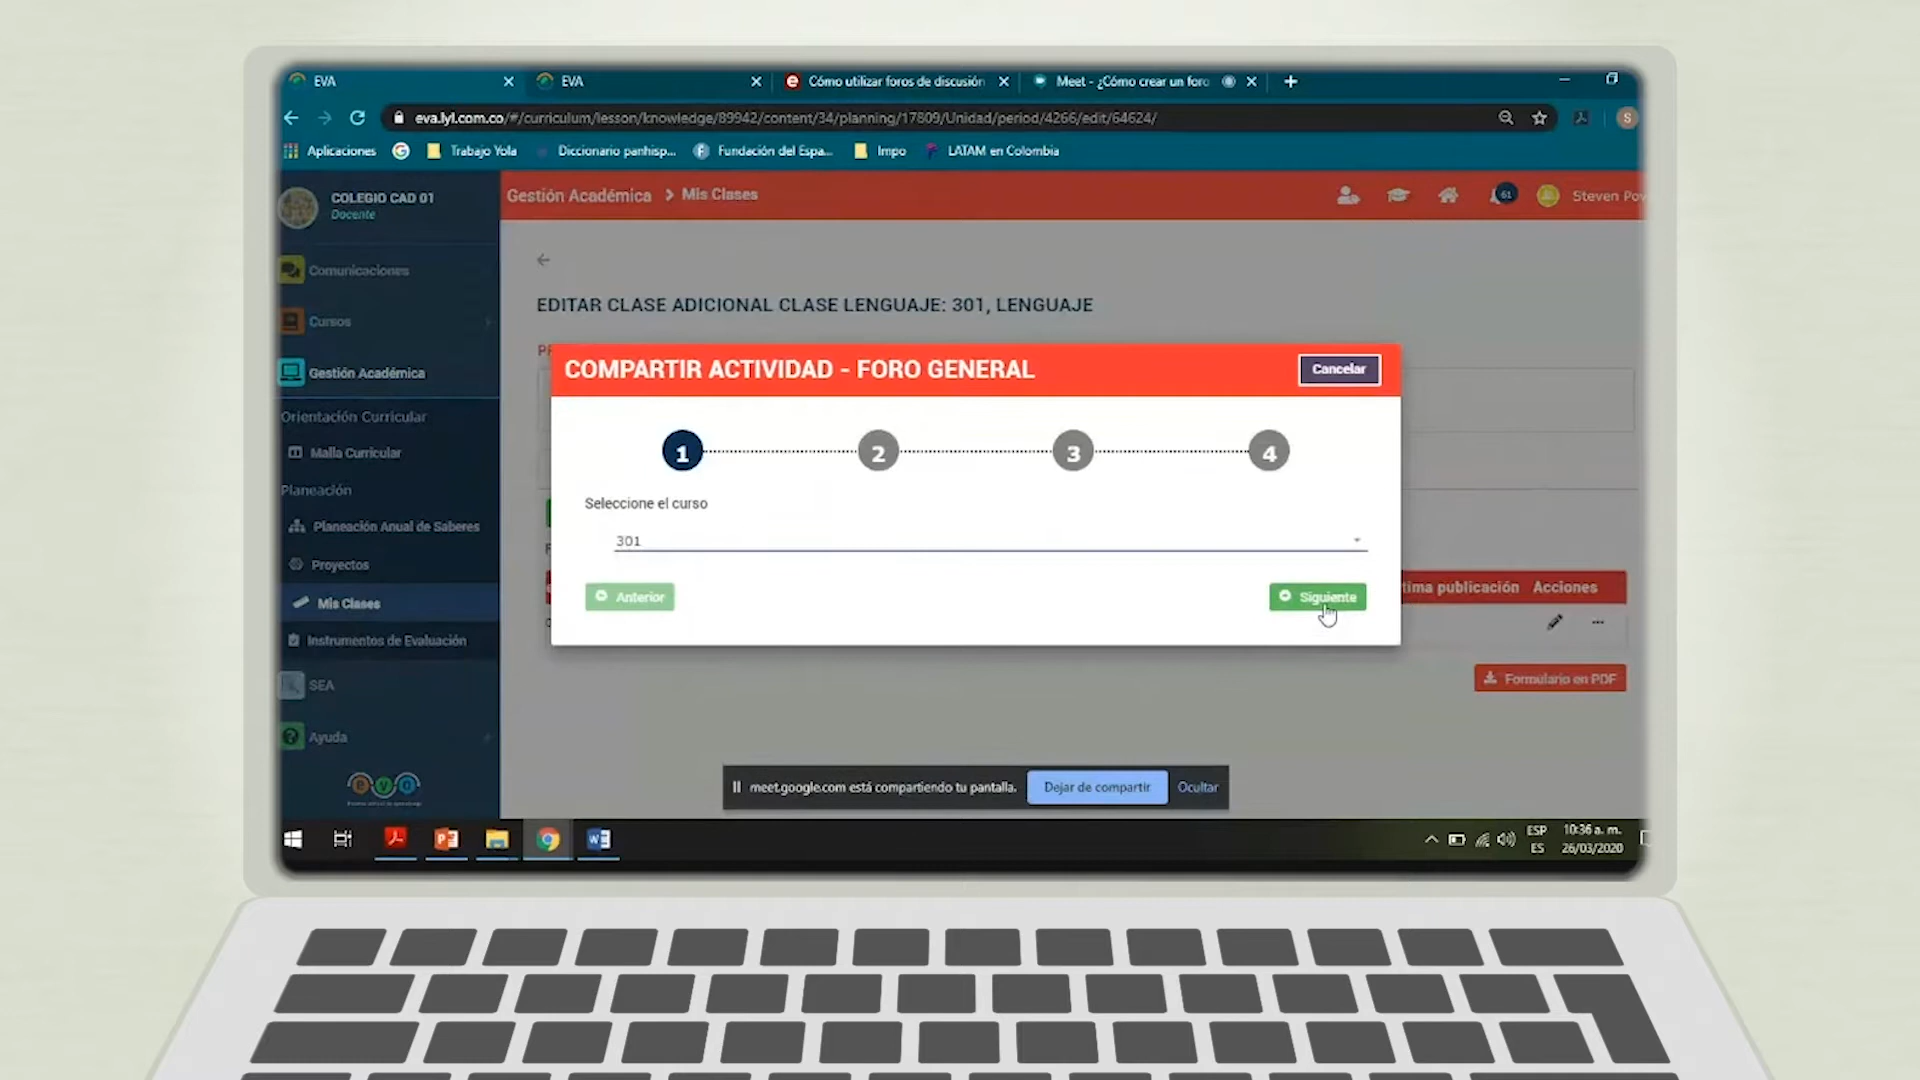 EVA
EVA
Cómo utilizar foros de discusión
Meet - ¿Cómo crear un foro
eva.lyl.com.co/#/curriculum/lesson/knowledge/89942/content/34/planning/17809/Unidad/period/4266/edit/64624/
S
Aplicaciones
Trabajo Yola
Diccionario panhisp...
Fundación del Espa...
Impo
LATAM en Colombia
COLEGIO CAD 01
Docente
Gestión Académica > Mis Clases
61
Steven Pov
Comunicaciones
Cursos
Gestión Académica
Orientación Curricular
Malla Curricular
Planeación
Planeación Anual de Saberes
Proyectos
Mis Clases
Instrumentos de Evaluación
SEA
Ayuda
eva
EDITAR CLASE ADICIONAL CLASE LENGUAJE: 301, LENGUAJE
COMPARTIR ACTIVIDAD - FORO GENERAL
Cancelar
1 2 3 4
Seleccione el curso
301
Anterior
Siguiente
tima publicación
Acciones
Formulario en PDF
meet.google.com está compartiendo tu pantalla.
Dejar de compartir
Ocultar
ESP
ES
10:36 a. m.
26/03/2020